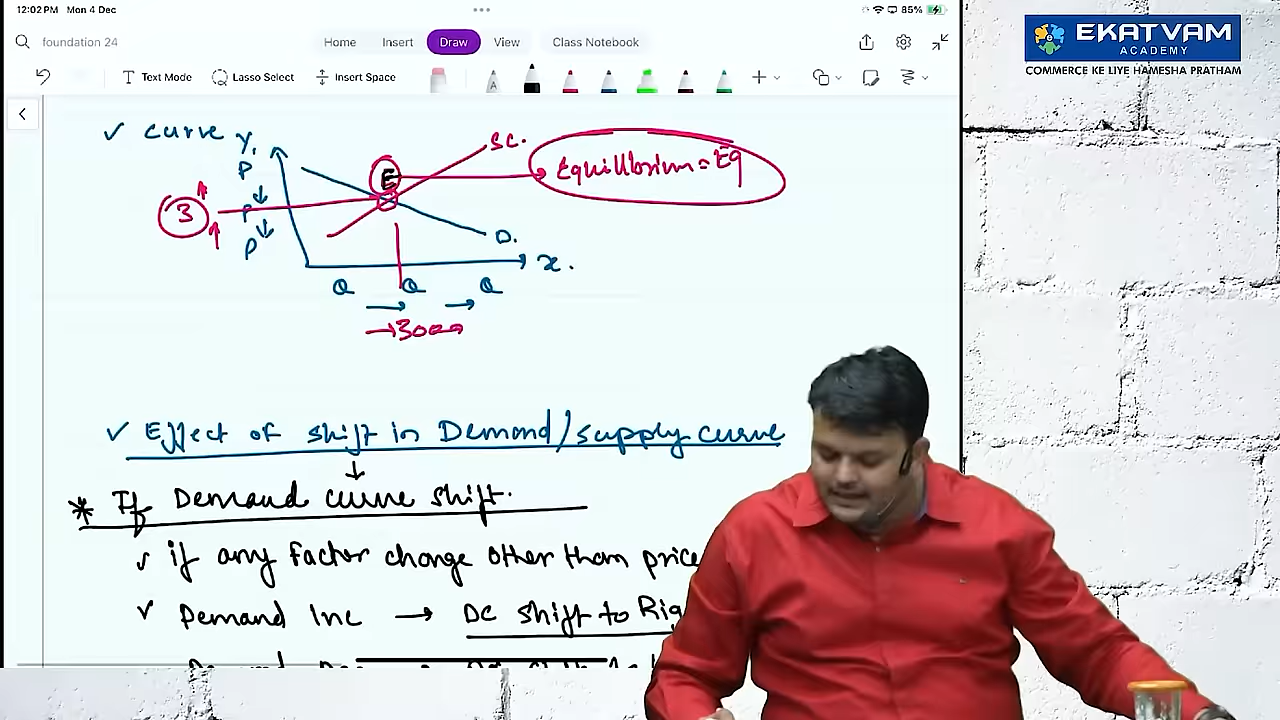 12:02 PM Mon 4 Dec
85%
EKATVAM
ACADEMY
COMMERCE KE LIYE HAMESHA PRATHAM
foundation 24
Home Insert Draw View Class Notebook
Text Mode Lasso Select Insert Space
✓ curve Y,
S.C.
P
E
Equilibrium = Eq
3
P
P
D.
x.
Q Q Q
→3000
✓ Effect of shift in Demand/supply curve
* If Demand curve shift.
✓ if any factor change other than price
✓ Demand Inc → DC shift to Rig